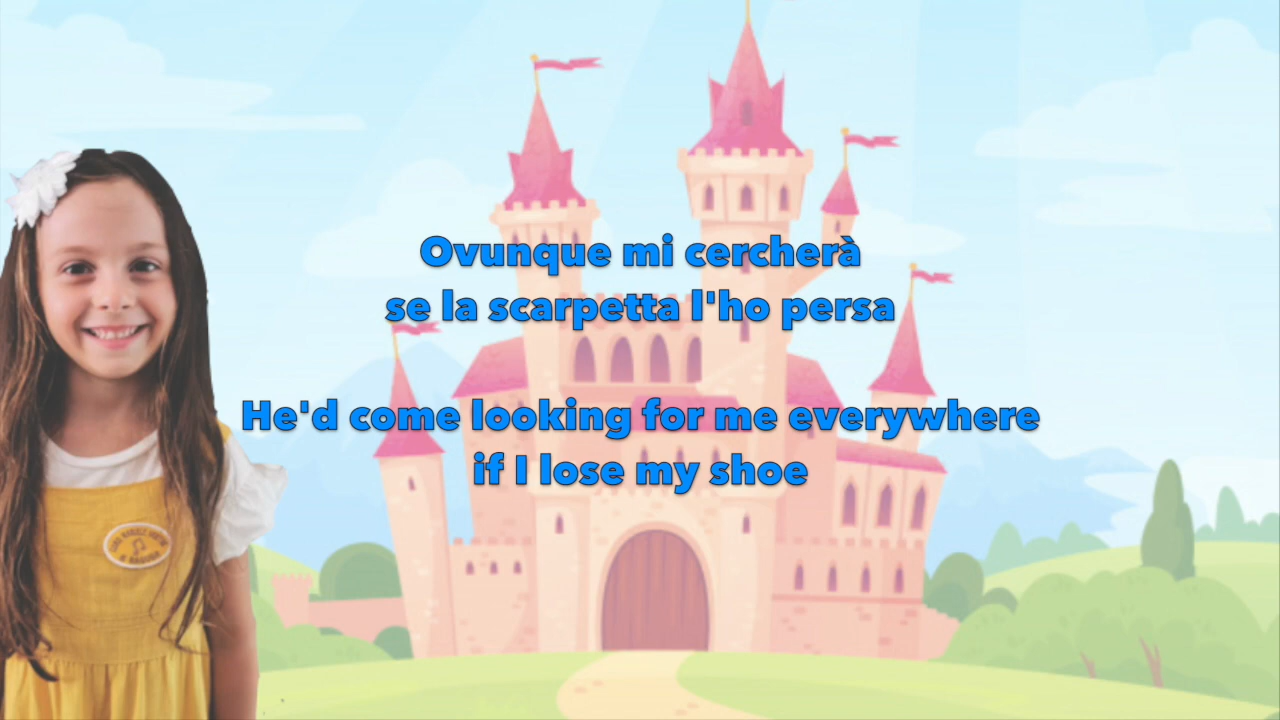 Ovunque mi cercherà
se la scarpetta l'ho persa
He'd come looking for me everywhere
if I lose my shoe